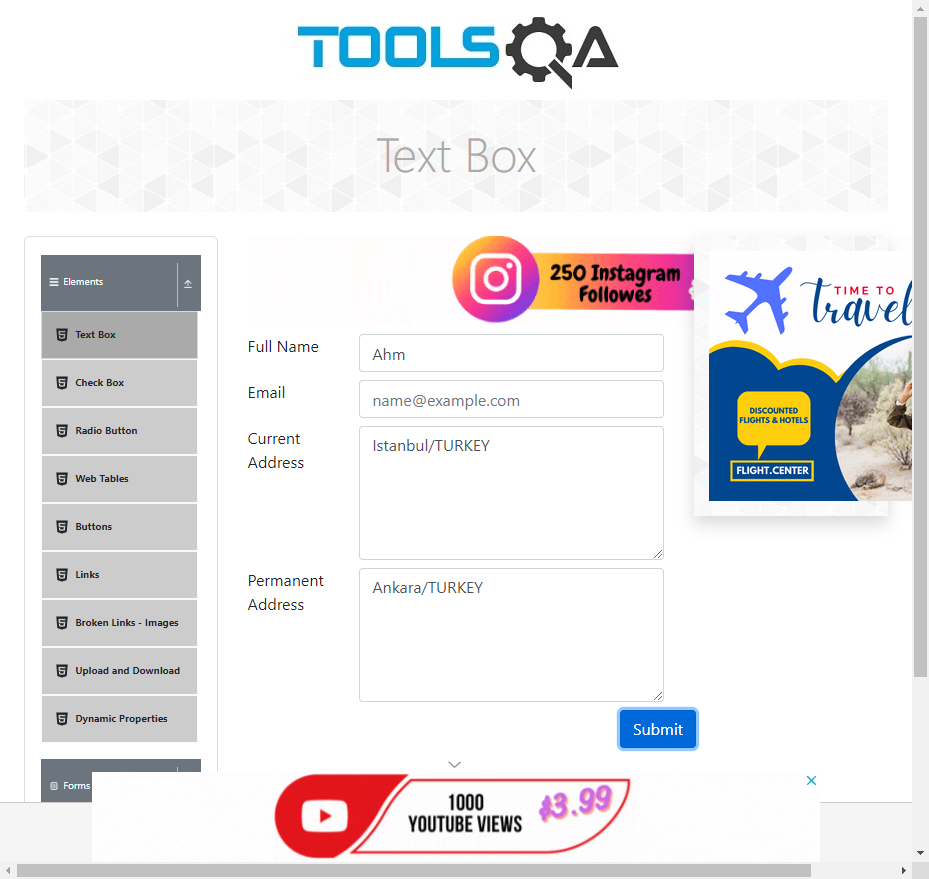 TOOLSQA
Text Box
Elements
Text Box
Check Box
Radio Button
Web Tables
Buttons
Links
Broken Links - Images
Upload and Download
Dynamic Properties
Forms
250 Instagram
Followes
Full Name
Ahm
Email
name@example.com
Current
Address
Istanbul/TURKEY
Permanent
Address
Ankara/TURKEY
Submit
TIME TO
travel
DISCOUNTED
FLIGHTS & HOTELS
FLIGHT.CENTER
1000
YOUTUBE VIEWS
$3.99